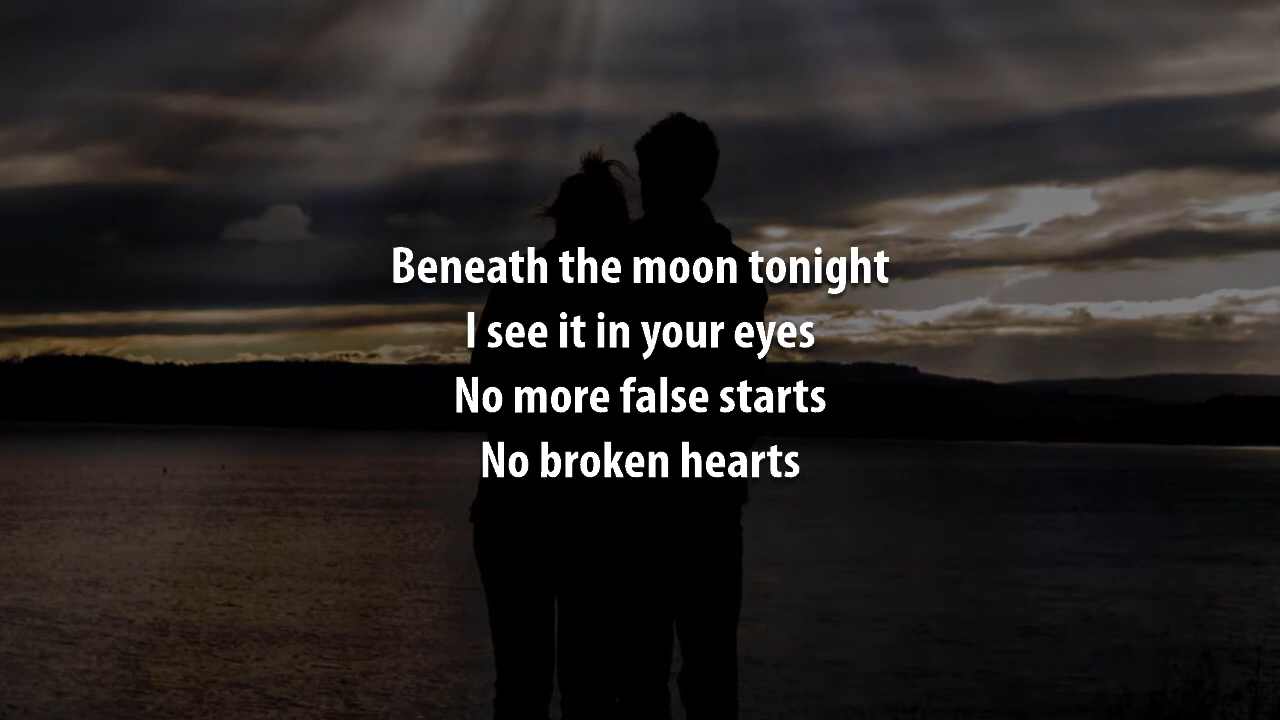 Beneath the moon tonight
I see it in your eyes
No more false starts
No broken hearts